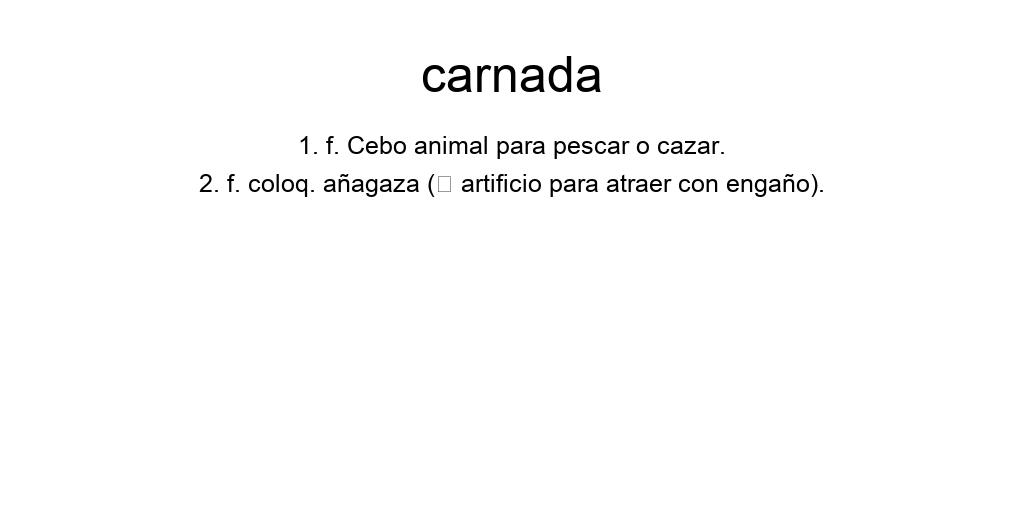 carnada
1. f. Cebo animal para pescar o cazar.
2. f. coloq. añagaza (□ artificio para atraer con engaño).